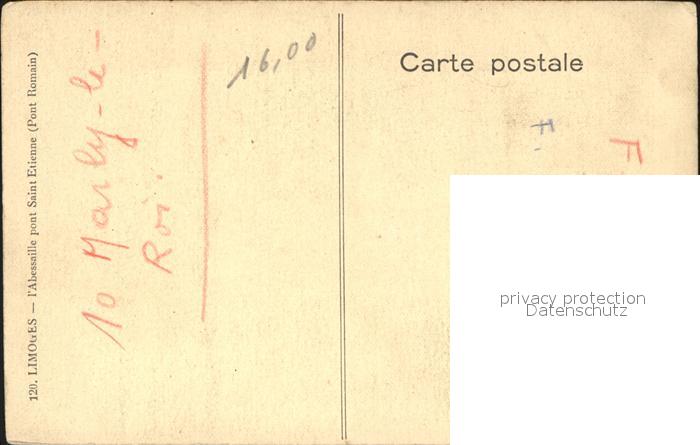 120. LIMOGES — l'Abessaille pont Saint Etienne (Pont Romain)
10 Marly-le-
Roi.
16,00
Carte postale
F.
F
privacy protection
Datenschutz